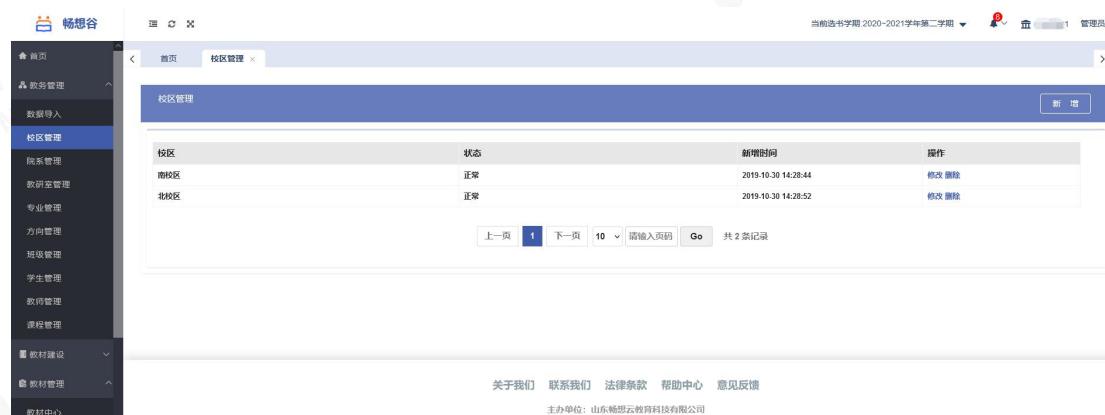 畅想谷
当前选书学期:2020-2021学年第二学期
8
1
管理员
首页
教务管理
数据导入
校区管理
院系管理
教研室管理
专业管理
方向管理
班级管理
学生管理
教师管理
课程管理
教材建设
教材管理
教材中心
首页 校区管理 ×
校区管理
新 增
校区 状态 新增时间 操作
南校区 正常 2019-10-30 14:28:44 修改 删除
北校区 正常 2019-10-30 14:28:52 修改 删除
上一页 1 下一页 10 请输入页码 Go 共 2 条记录
关于我们 联系我们 法律条款 帮助中心 意见反馈
主办单位：山东畅想云教育科技有限公司